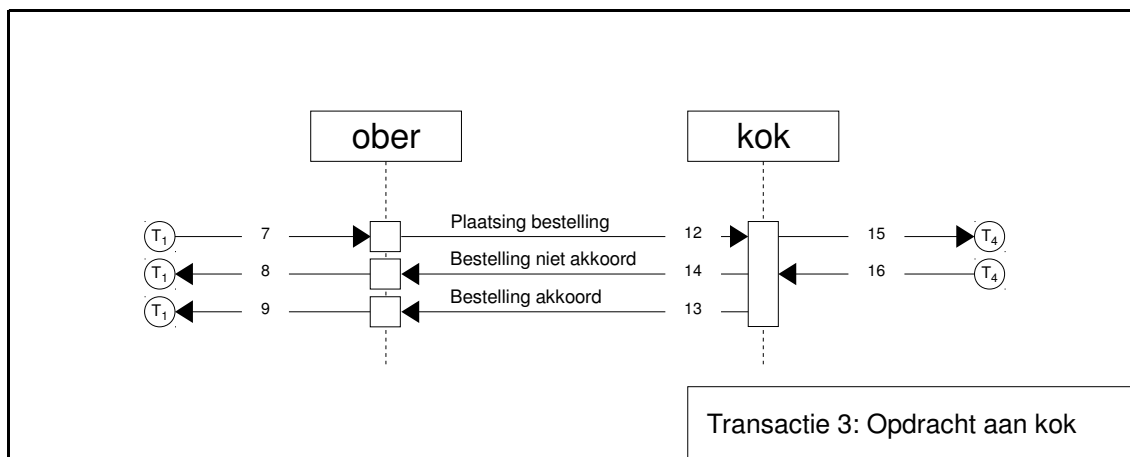 ober
kok
T1 7 Plaatsing bestelling 12 15 T4
T1 8 Bestelling niet akkoord 14 16 T4
T1 9 Bestelling akkoord 13
Transactie 3: Opdracht aan kok